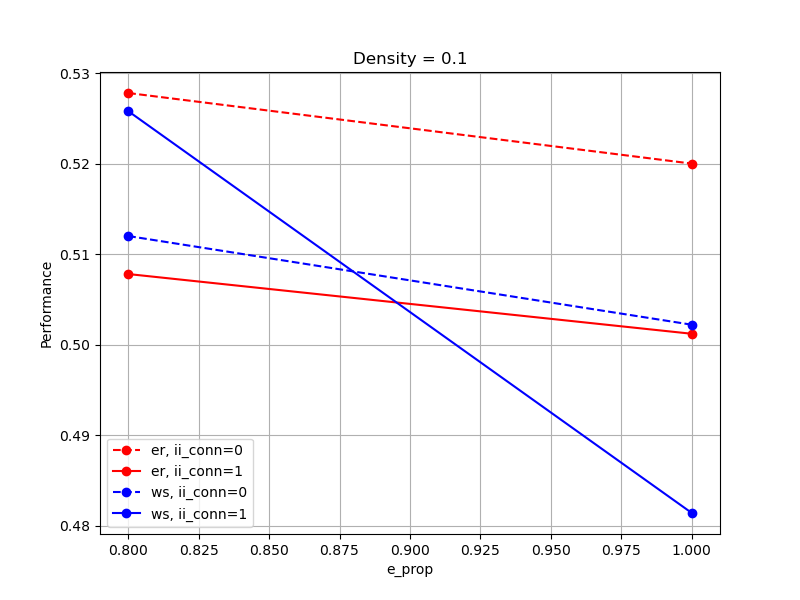 Density = 0.1
Performance
0.53
0.52
0.51
0.50
0.49
0.48
er, ii_conn=0
er, ii_conn=1
ws, ii_conn=0
ws, ii_conn=1
0.800 0.825 0.850 0.875 0.900 0.925 0.950 0.975 1.000
e_prop